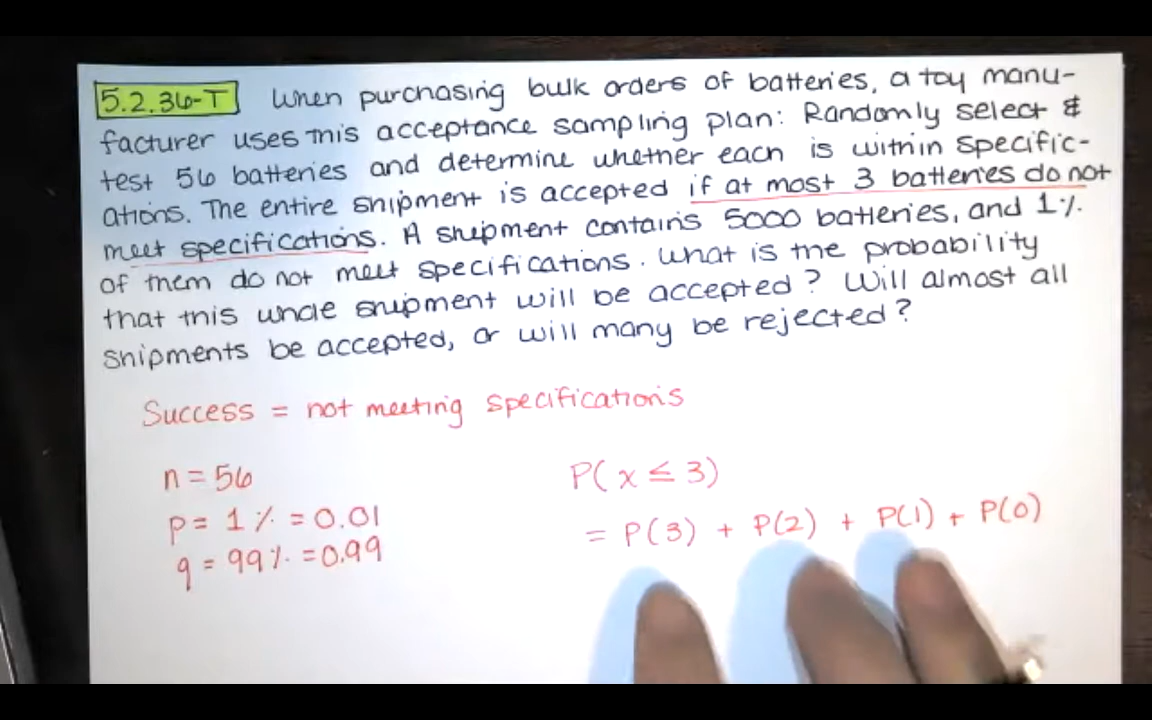 5.2.36-T When purchasing bulk orders of batteries, a toy manu-
facturer uses this acceptance sampling plan: Randomly select &
test 56 batteries and determine whether each is within specific-
ations. The entire shipment is accepted if at most 3 batteries do not
meet specifications. A shipment contains 5000 batteries, and 1%
of them do not meet specifications. What is the probability
that this whole shipment will be accepted? Will almost all
shipments be accepted, or will many be rejected?
Success = not meeting specifications
n = 56
p = 1% = 0.01
q = 99% = 0.99
P(x ≤ 3)
= P(3) + P(2) + P(1) + P(0)